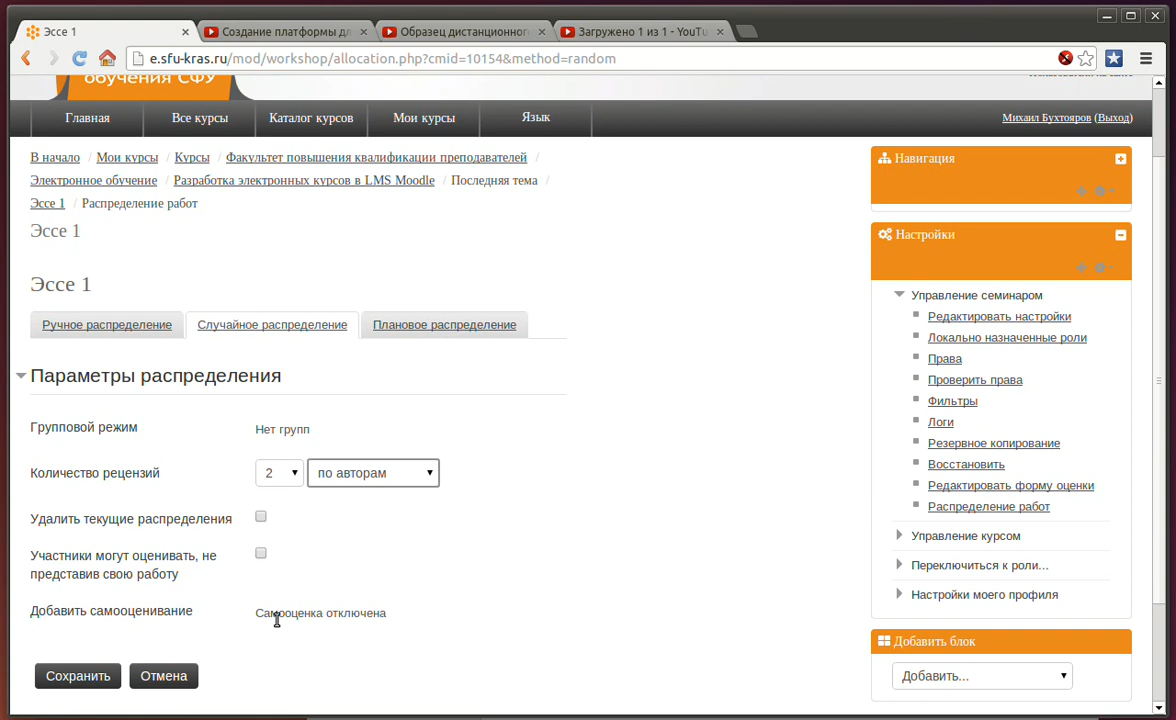 Эссе 1
Создание платформы дл
Образец дистанционног
Загружено 1 из 1 - YouTu
e.sfu-kras.ru/mod/workshop/allocation.php?cmid=10154&method=random
обучения СФУ
Главная
Все курсы
Каталог курсов
Мои курсы
Язык
Михаил Бухтояров (Выход)
В начало / Мои курсы / Курсы / Факультет повышения квалификации преподавателей /
Электронное обучение / Разработка электронных курсов в LMS Moodle / Последняя тема /
Эссе 1 / Распределение работ
Эссе 1
Эссе 1
Ручное распределение
Случайное распределение
Плановое распределение
Параметры распределения
Групповой режим
Нет групп
Количество рецензий
2
по авторам
Удалить текущие распределения
Участники могут оценивать, не
представив свою работу
Добавить самооценивание
Самооценка отключена
Сохранить
Отмена
Навигация
Настройки
Управление семинаром
Редактировать настройки
Локально назначенные роли
Права
Проверить права
Фильтры
Логи
Резервное копирование
Восстановить
Редактировать форму оценки
Распределение работ
Управление курсом
Переключиться к роли...
Настройки моего профиля
Добавить блок
Добавить...